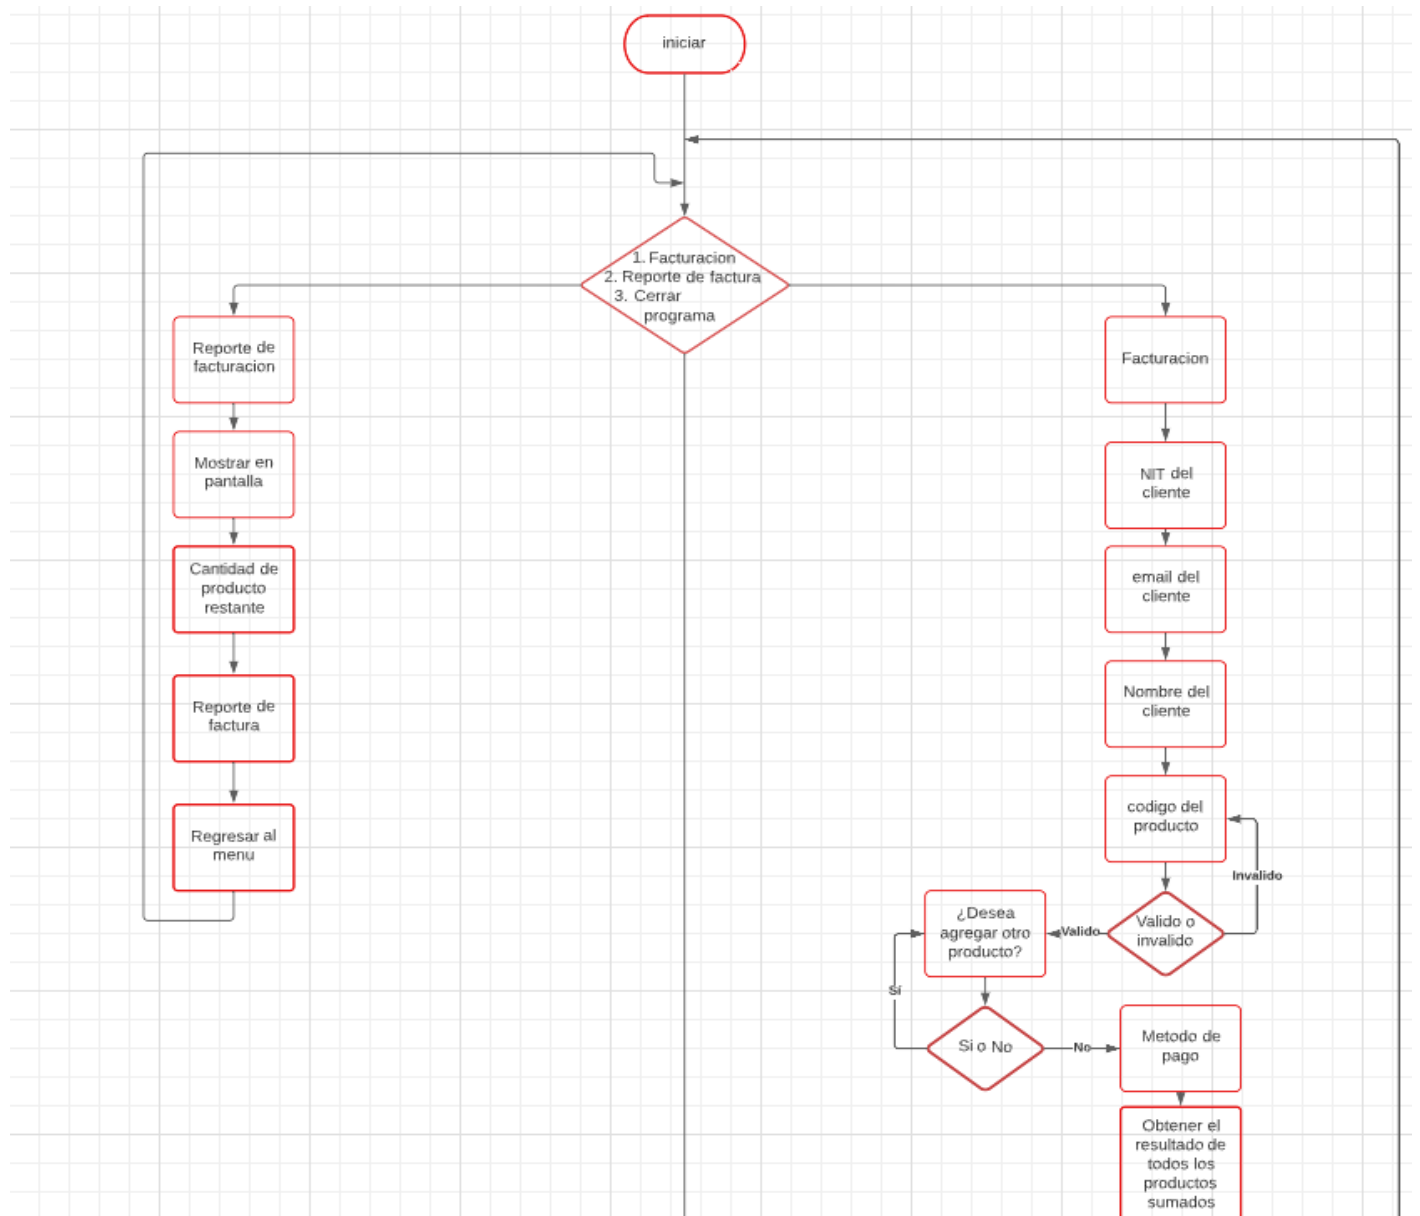 iniciar
1. Facturacion
2. Reporte de factura
3. Cerrar
programa
Reporte de
facturacion
Mostrar en
pantalla
Cantidad de
producto
restante
Reporte de
factura
Regresar al
menu
Facturacion
NIT del
cliente
email del
cliente
Nombre del
cliente
codigo del
producto
Invalido
Valido o
invalido
Valido
¿Desea
agregar otro
producto?
Sí
Si o No
No
Metodo de
pago
Obtener el
resultado de
todos los
productos
sumados